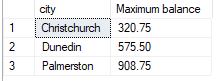 city Maximum balance
1 Christchurch 320.75
2 Dunedin 575.50
3 Palmerston 908.75